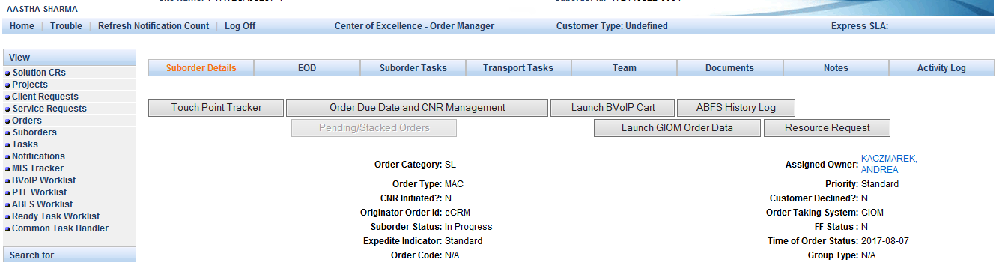 AASTHA SHARMA
Home | Trouble | Refresh Notification Count | Log Off Center of Excellence - Order Manager Customer Type: Undefined Express SLA:
View
Solution CRs
Projects
Client Requests
Service Requests
Orders
Suborders
Tasks
Notifications
MIS Tracker
BVoIP Worklist
PTE Worklist
ABFS Worklist
Ready Task Worklist
Common Task Handler
Search for
Suborder Details EOD Suborder Tasks Transport Tasks Team Documents Notes Activity Log
Touch Point Tracker Order Due Date and CNR Management Launch BVoIP Cart ABFS History Log
Pending/Stacked Orders Launch GIOM Order Data Resource Request
Order Category: SL
Order Type: MAC
CNR Initiated?: N
Originator Order Id: eCRM
Suborder Status: In Progress
Expedite Indicator: Standard
Order Code: N/A
Assigned Owner: KACZMAREK,
ANDREA
Priority: Standard
Customer Declined?: N
Order Taking System: GIOM
FF Status : N
Time of Order Status: 2017-08-07
Group Type: N/A